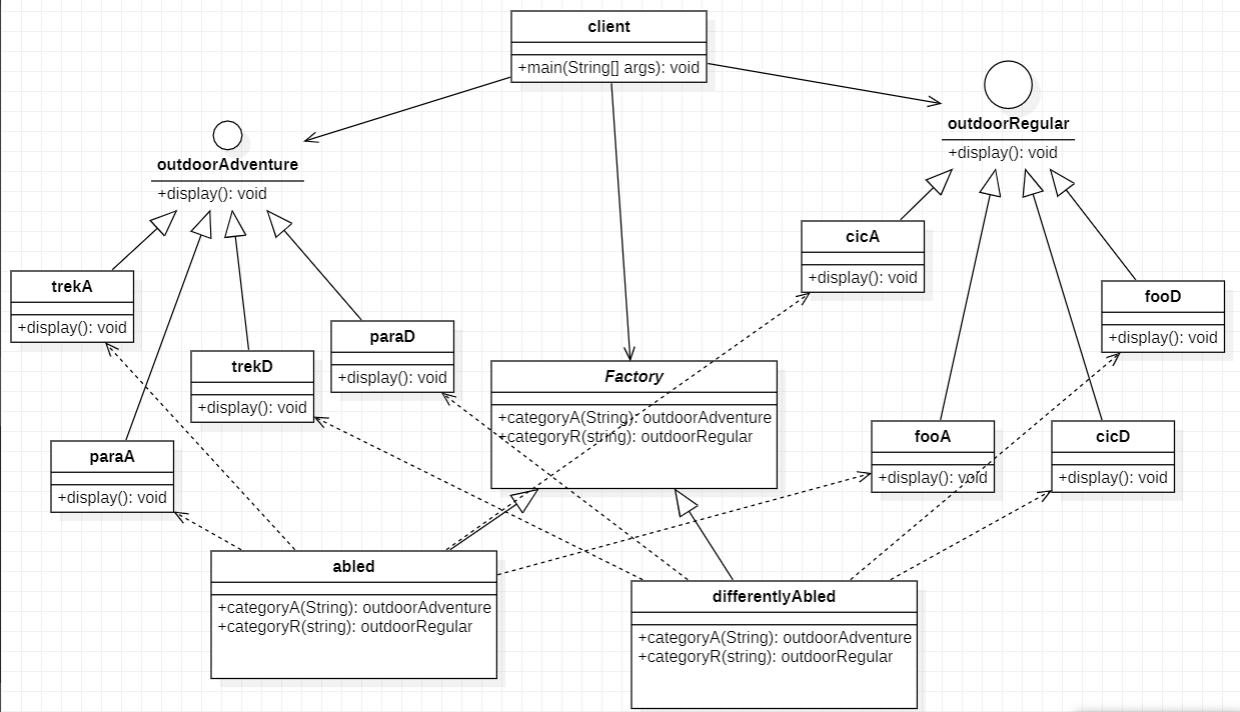 client
+main(String[] args): void
outdoorAdventure
+display(): void
outdoorRegular
+display(): void
trekA
+display(): void
paraD
+display(): void
trekD
+display(): void
paraA
+display(): void
Factory
+categoryA(String): outdoorAdventure
+categoryR(string): outdoorRegular
cicA
+display(): void
fooD
+display(): void
fooA
+display(): void
cicD
+display(): void
abled
+categoryA(String): outdoorAdventure
+categoryR(string): outdoorRegular
differentlyAbled
+categoryA(String): outdoorAdventure
+categoryR(string): outdoorRegular